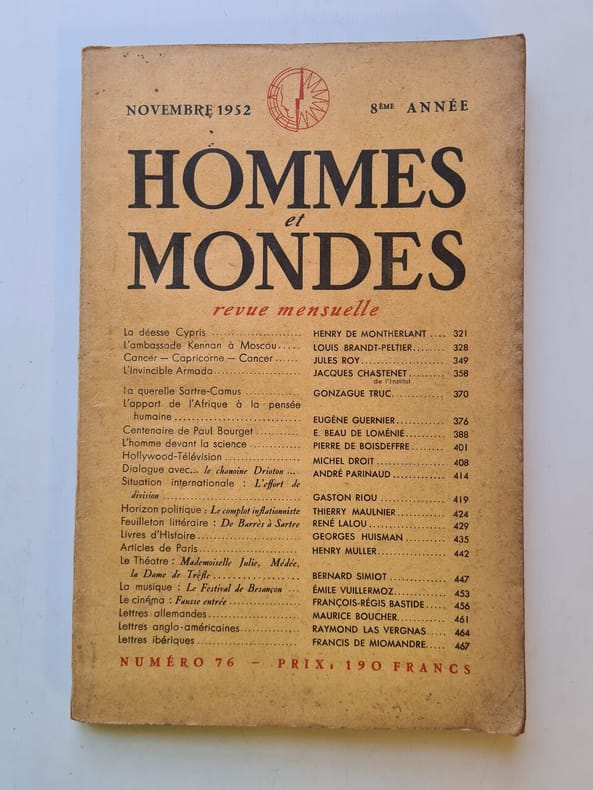 NOVEMBRE 1952 8ÈME ANNÉE
HOMMES
et
MONDES
revue mensuelle
La déesse Cypris .................... HENRY DE MONTHERLANT .... 321
L'ambassade Kennan à Moscou ..... LOUIS BRANDT-PELTIER ........ 328
Cancer — Capricorne — Cancer ...... JULES ROY .................... 349
L'Invincible Armada .................... JACQUES CHASTENET ........ 358
de l'Institut
La querelle Sartre-Camus ............ GONZAGUE TRUC ............ 370
L'apport de l'Afrique à la pensée
humaine ........................ EUGÈNE GUERNIER ............ 376
Centenaire de Paul Bourget .......... E. BEAU DE LOMÉNIE ........ 388
L'homme devant la science .......... PIERRE DE BOISDEFFRE ........ 401
Hollywood-Télévision ................ MICHEL DROIT ................ 408
Dialogue avec... le chanoine Drioton ... ANDRÉ PARINAUD ............ 414
Situation internationale : L'effort de
division ............................ GASTON RIOU ................ 419
Horizon politique : Le complot inflationniste THIERRY MAULNIER .......... 424
Feuilleton littéraire : De Barrès à Sartre RENÉ LALOU .................. 429
Livres d'Histoire ...................... GEORGES HUISMAN .......... 435
Articles de Paris ...................... HENRY MULLER .............. 442
Le Théatre : Mademoiselle Julie, Médée,
la Dame de Trèfle .................. BERNARD SIMIOT ............ 447
La musique : Le Festival de Besançon . ÉMILE VUILLERMOZ .......... 453
Le cinéma : Fausse entrée ............ FRANÇOIS-RÉGIS BASTIDE .... 456
Lettres allemandes .................. MAURICE BOUCHER .......... 461
Lettres anglo-américaines ............ RAYMOND LAS VERGNAS .... 464
Lettres ibériques ...................... FRANCIS DE MIOMANDRE .... 467
NUMÉRO 76 — PRIX : 190 FRANCS